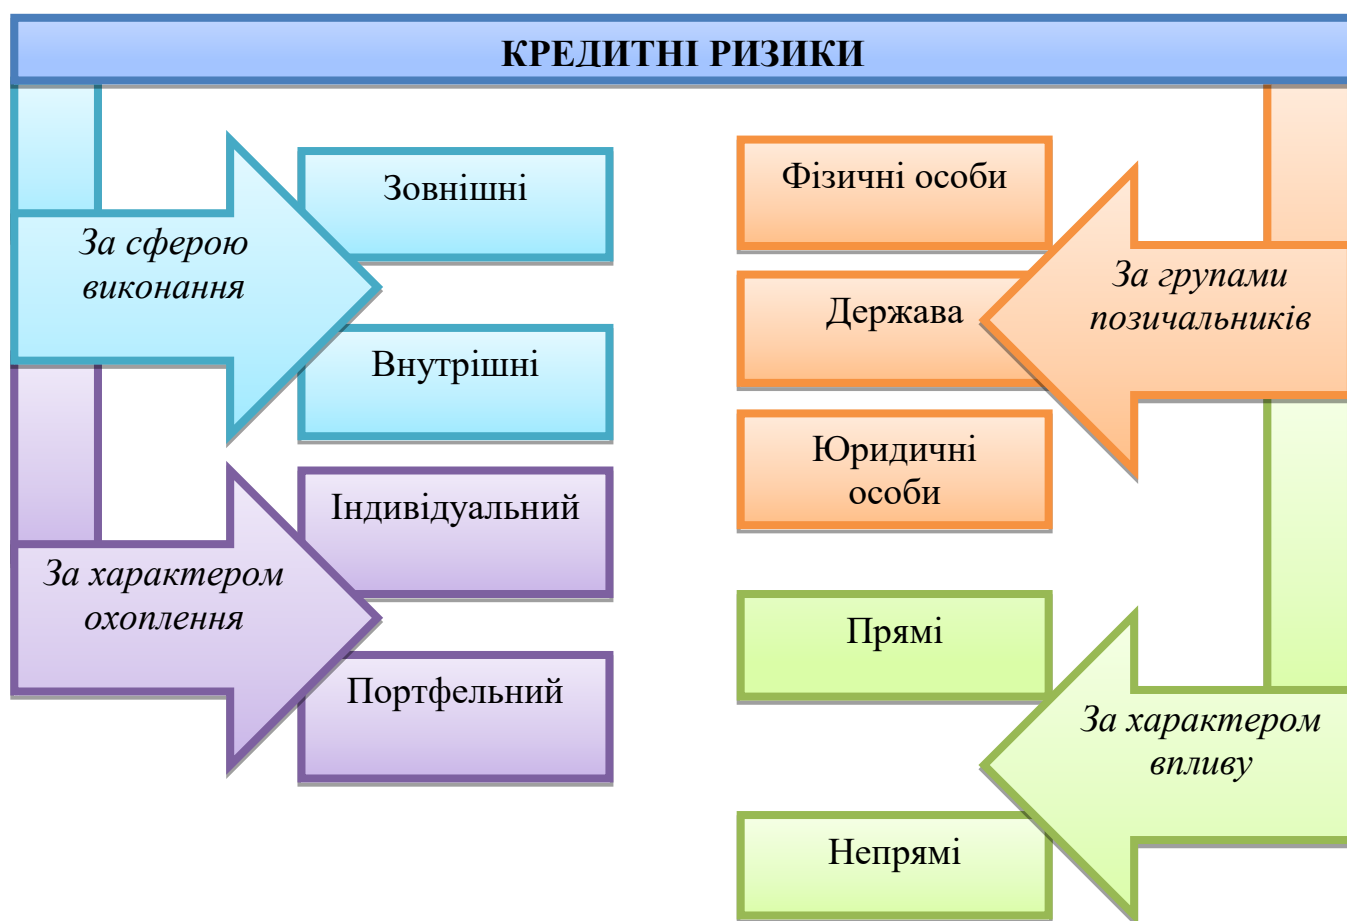 КРЕДИТНІ РИЗИКИ
За сферою
виконання
Зовнішні
Внутрішні
За характером
охоплення
Індивідуальний
Портфельний
За групами
позичальників
Фізичні особи
Держава
Юридичні
особи
За характером
впливу
Прямі
Непрямі